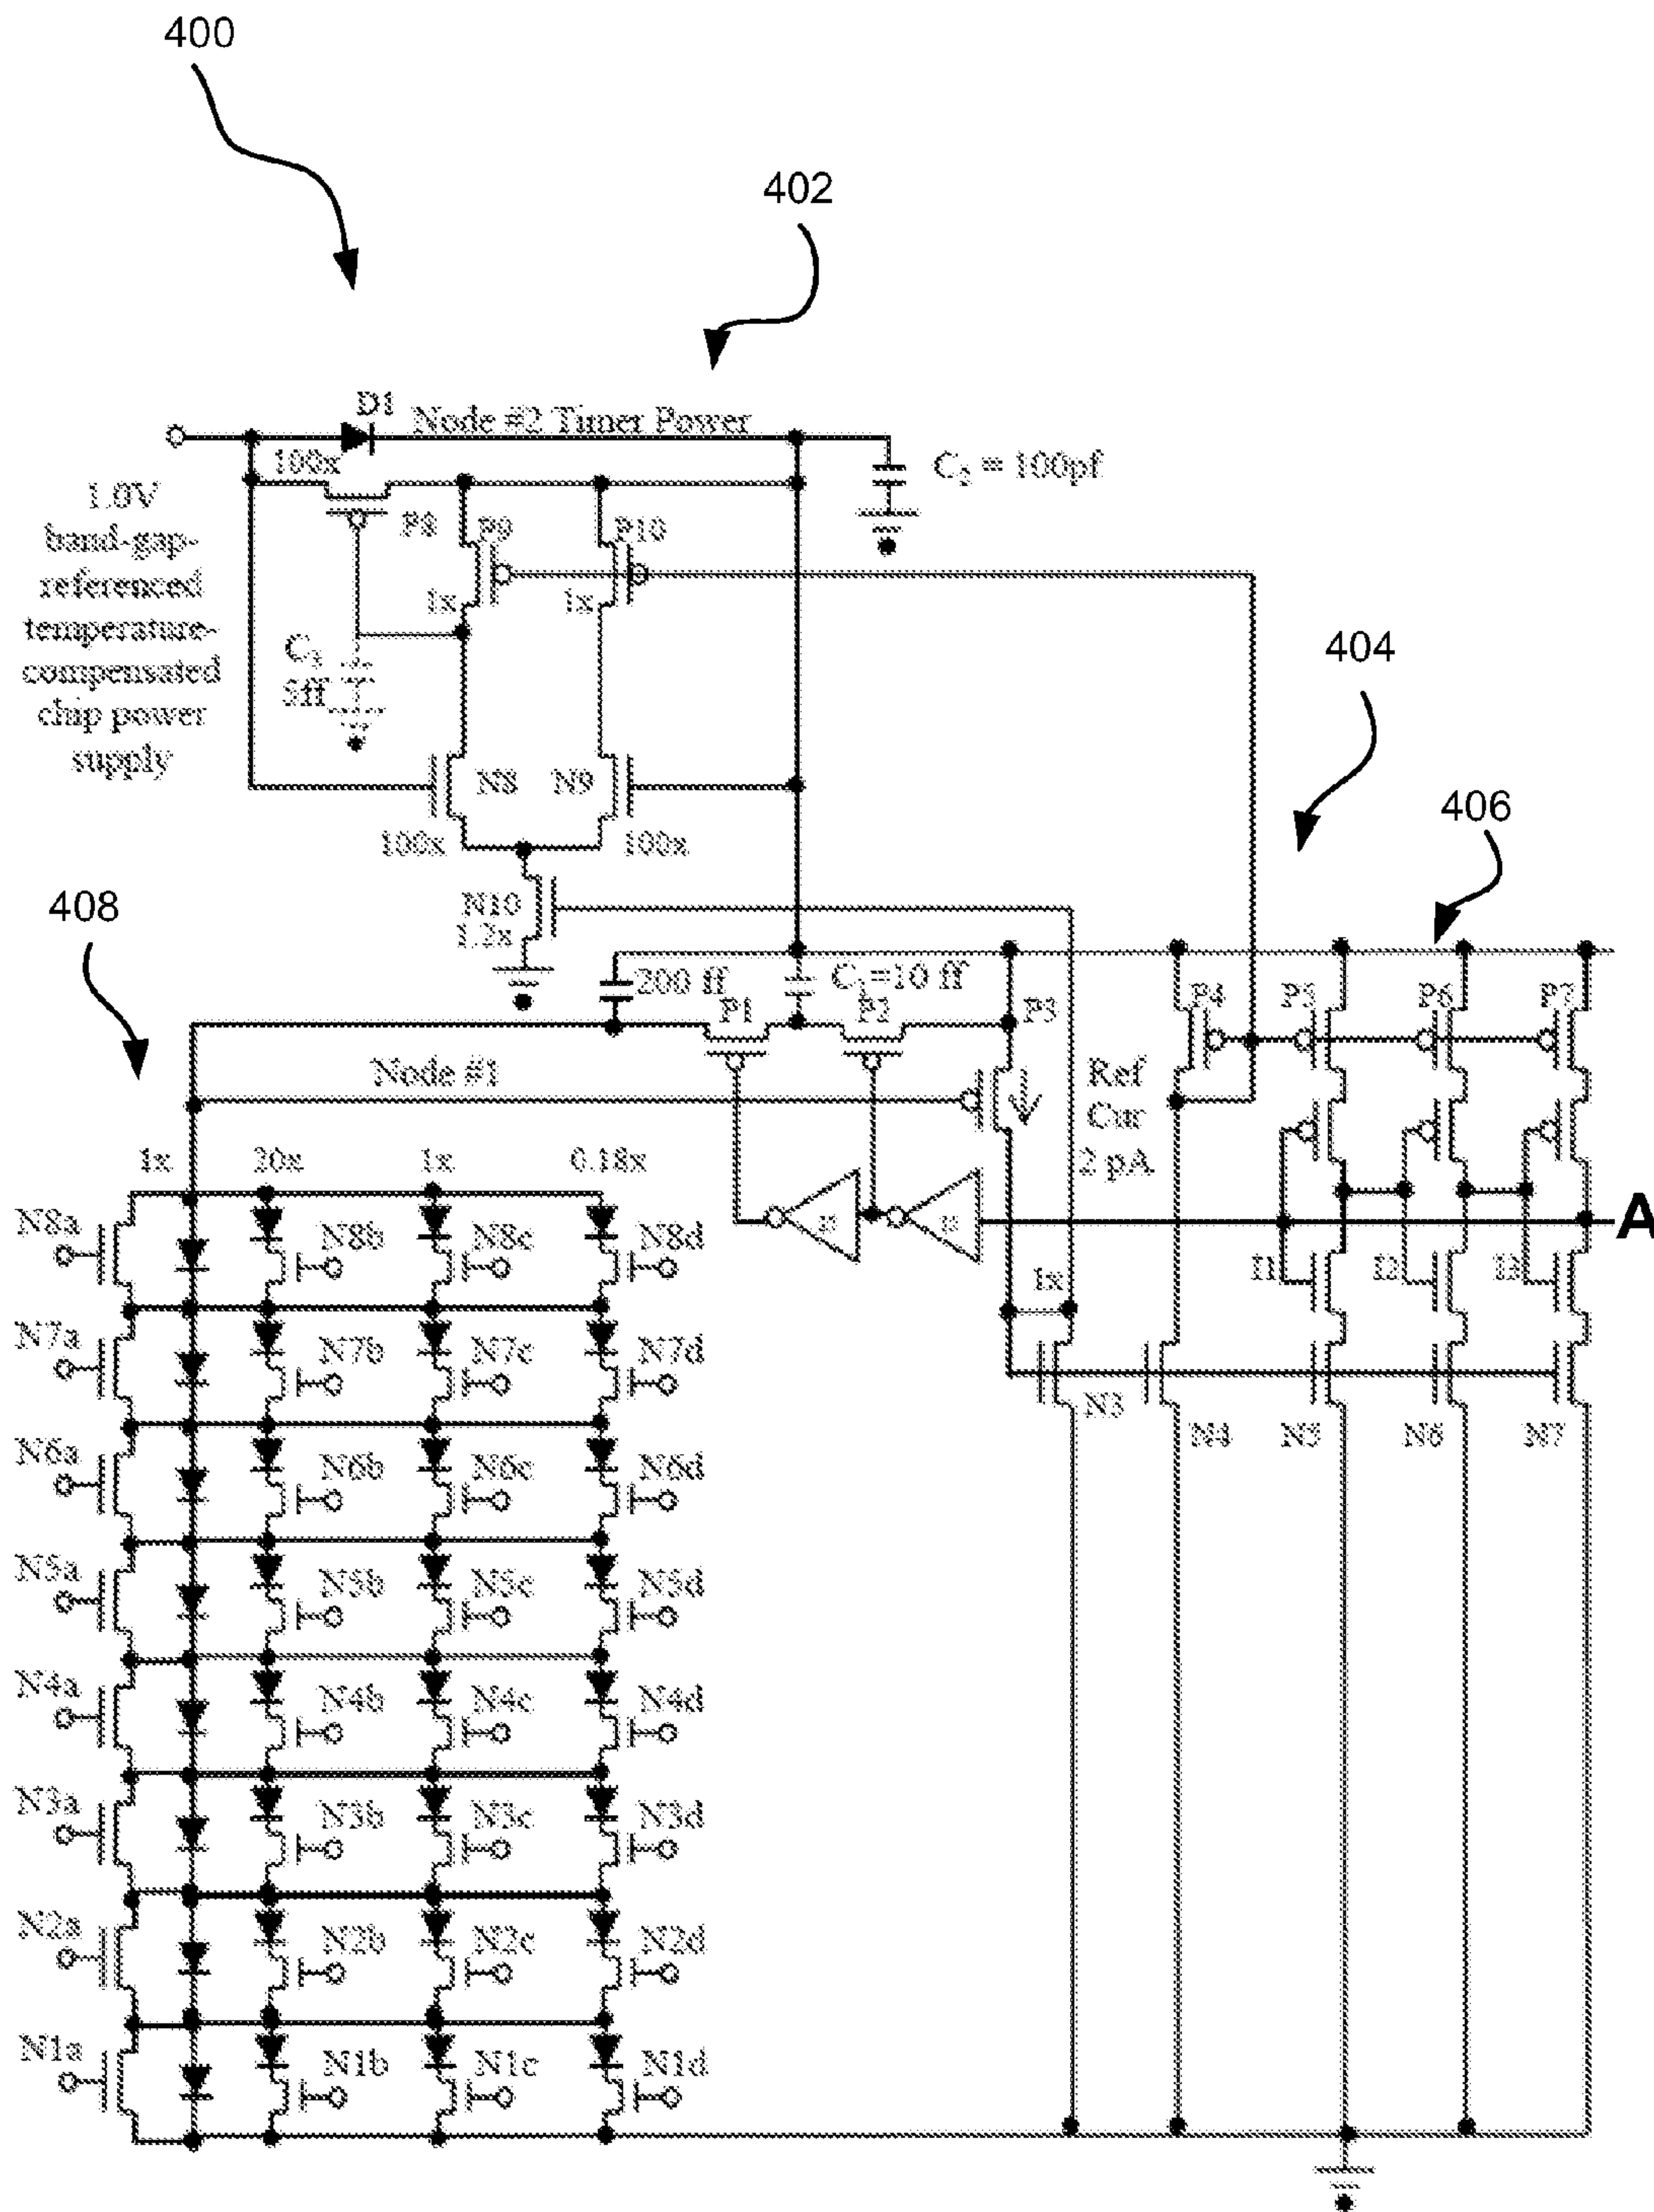 400
402
D1
Node #2 Timer Power
100x
C₂ = 100pf
1.0V
band-gap-
referenced
temperature-
compensated
chip power
supply
P8
P9
P10
1x
1x
C₃
5ff
404
N8
N9
100x
100x
406
408
N10
1.2x
200 ff
C₁=10 ff
P1
P2
P3
P4
P5
P6
P7
Node #1
Ref
Cur
2 pA
1x
20x
1x
0.18x
N8a
N8b
N8c
N8d
A
1x
I1
I2
I3
N7a
N7b
N7c
N7d
N3
N4
N5
N6
N7
N6a
N6b
N6c
N6d
N5a
N5b
N5c
N5d
N4a
N4b
N4c
N4d
N3a
N3b
N3c
N3d
N2a
N2b
N2c
N2d
N1a
N1b
N1c
N1d